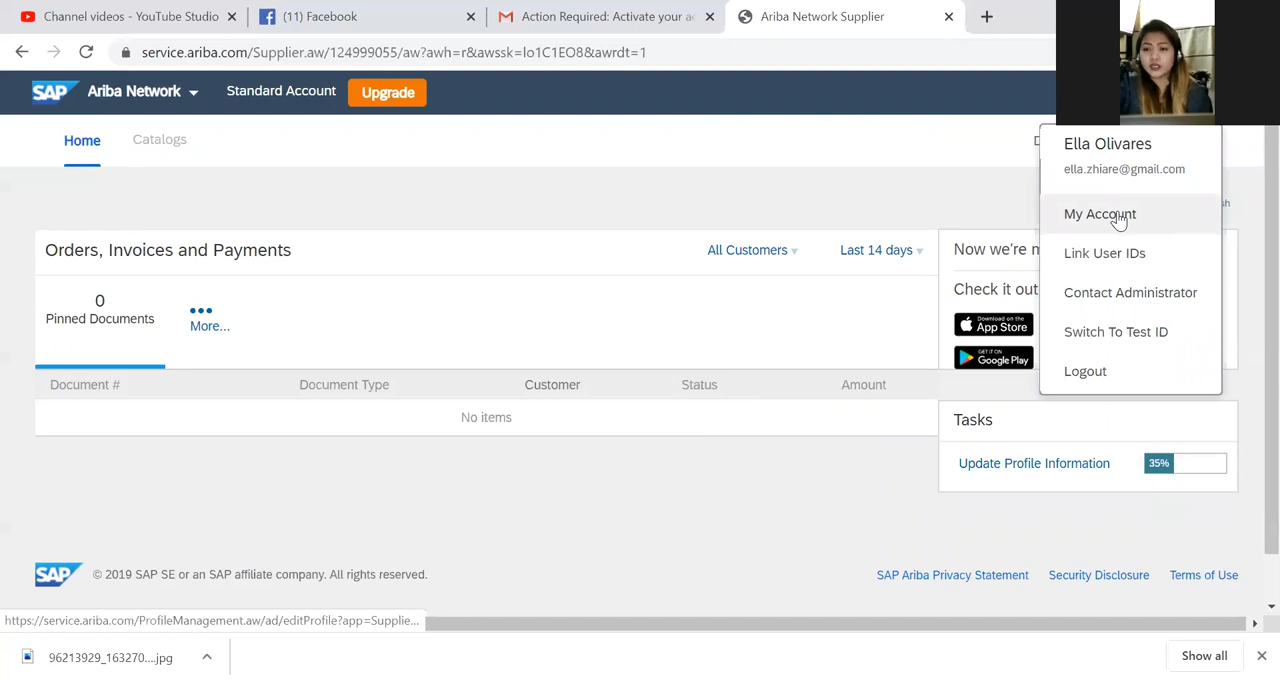 Channel videos - YouTube Studio
(11) Facebook
Action Required: Activate your ac
Ariba Network Supplier
service.ariba.com/Supplier.aw/124999055/aw?awh=r&awssk=lo1C1EO8&awrdt=1
SAP Ariba Network Standard Account Upgrade
Home Catalogs
Ella Olivares
ella.zhiare@gmail.com
My Account
Link User IDs
Contact Administrator
Switch To Test ID
Logout
Orders, Invoices and Payments All Customers Last 14 days
0
Pinned Documents
More...
Document # Document Type Customer Status Amount
No items
Now we're m
Check it out
Download on the
App Store
GET IT ON
Google Play
Tasks
Update Profile Information 35%
SAP © 2019 SAP SE or an SAP affiliate company. All rights reserved. SAP Ariba Privacy Statement Security Disclosure Terms of Use
https://service.ariba.com/ProfileManagement.aw/ad/editProfile?app=Supplie...
96213929_163270....jpg Show all